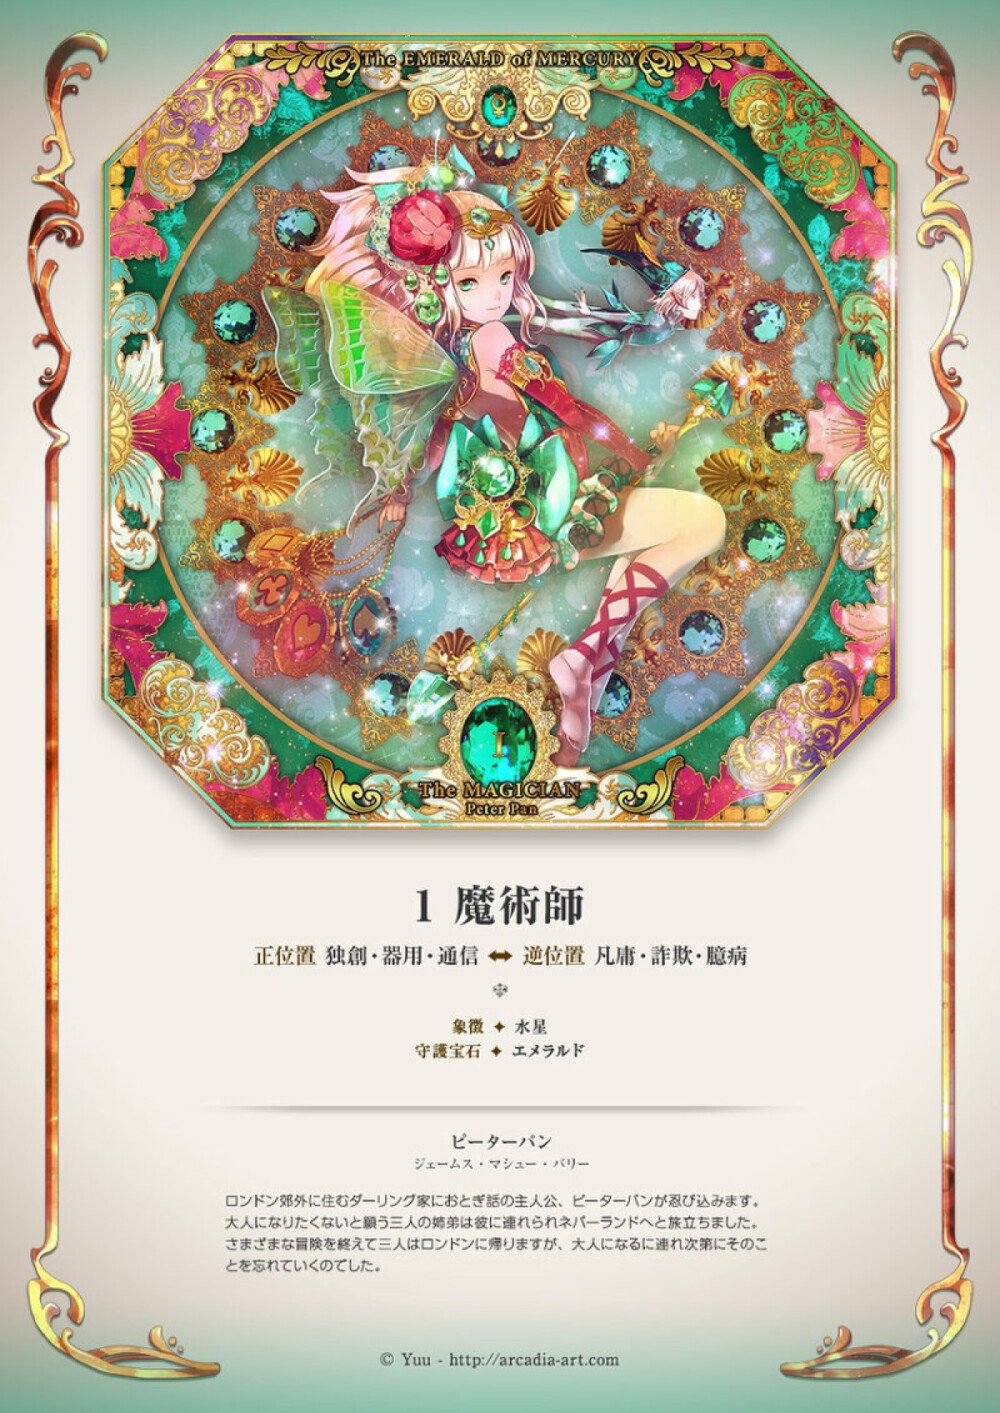 The EMERALD of MERCURY
I
The MAGICIAN
Peter Pan
1 魔術師
正位置 独創・器用・通信 ⬌ 逆位置 凡庸・詐欺・臆病
象徴 ✦ 水星
守護宝石 ✦ エメラルド
ピーターパン
ジェームス・マシュー・バリー
ロンドン郊外に住むダーリング家におとぎ話の主人公、ピーターパンが忍び込みます。
大人になりたくないと願う三人の姉弟は彼に連れられネバーランドへと旅立ちました。
さまざまな冒険を終えて三人はロンドンに帰りますが、大人になるに連れ次第にそのこ
とを忘れていくのでした。
© Yuu - http://arcadia-art.com